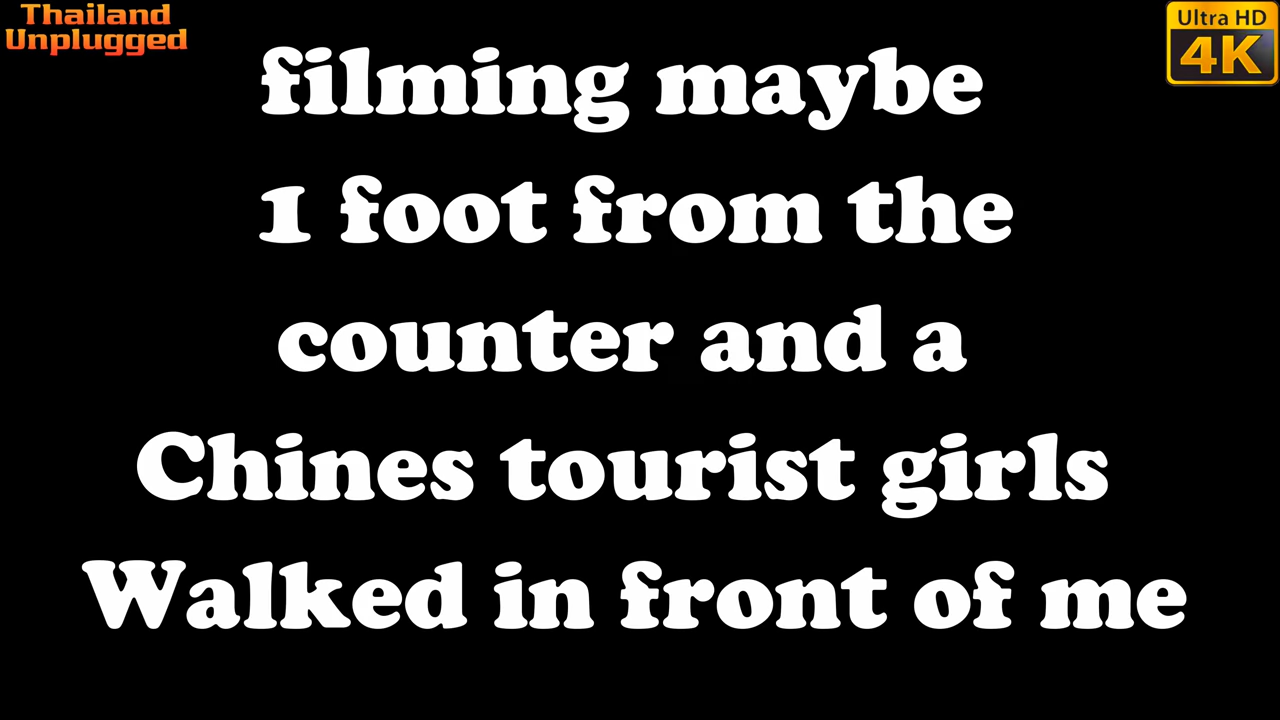 Thailand
Unplugged
Ultra HD
4K
filming maybe
1 foot from the
counter and a
Chines tourist girls
Walked in front of me